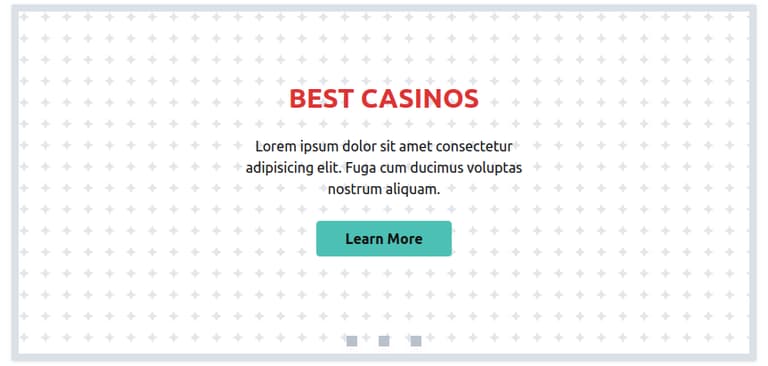 BEST CASINOS
Lorem ipsum dolor sit amet consectetur
adipisicing elit. Fuga cum ducimus voluptas
nostrum aliquam.
Learn More